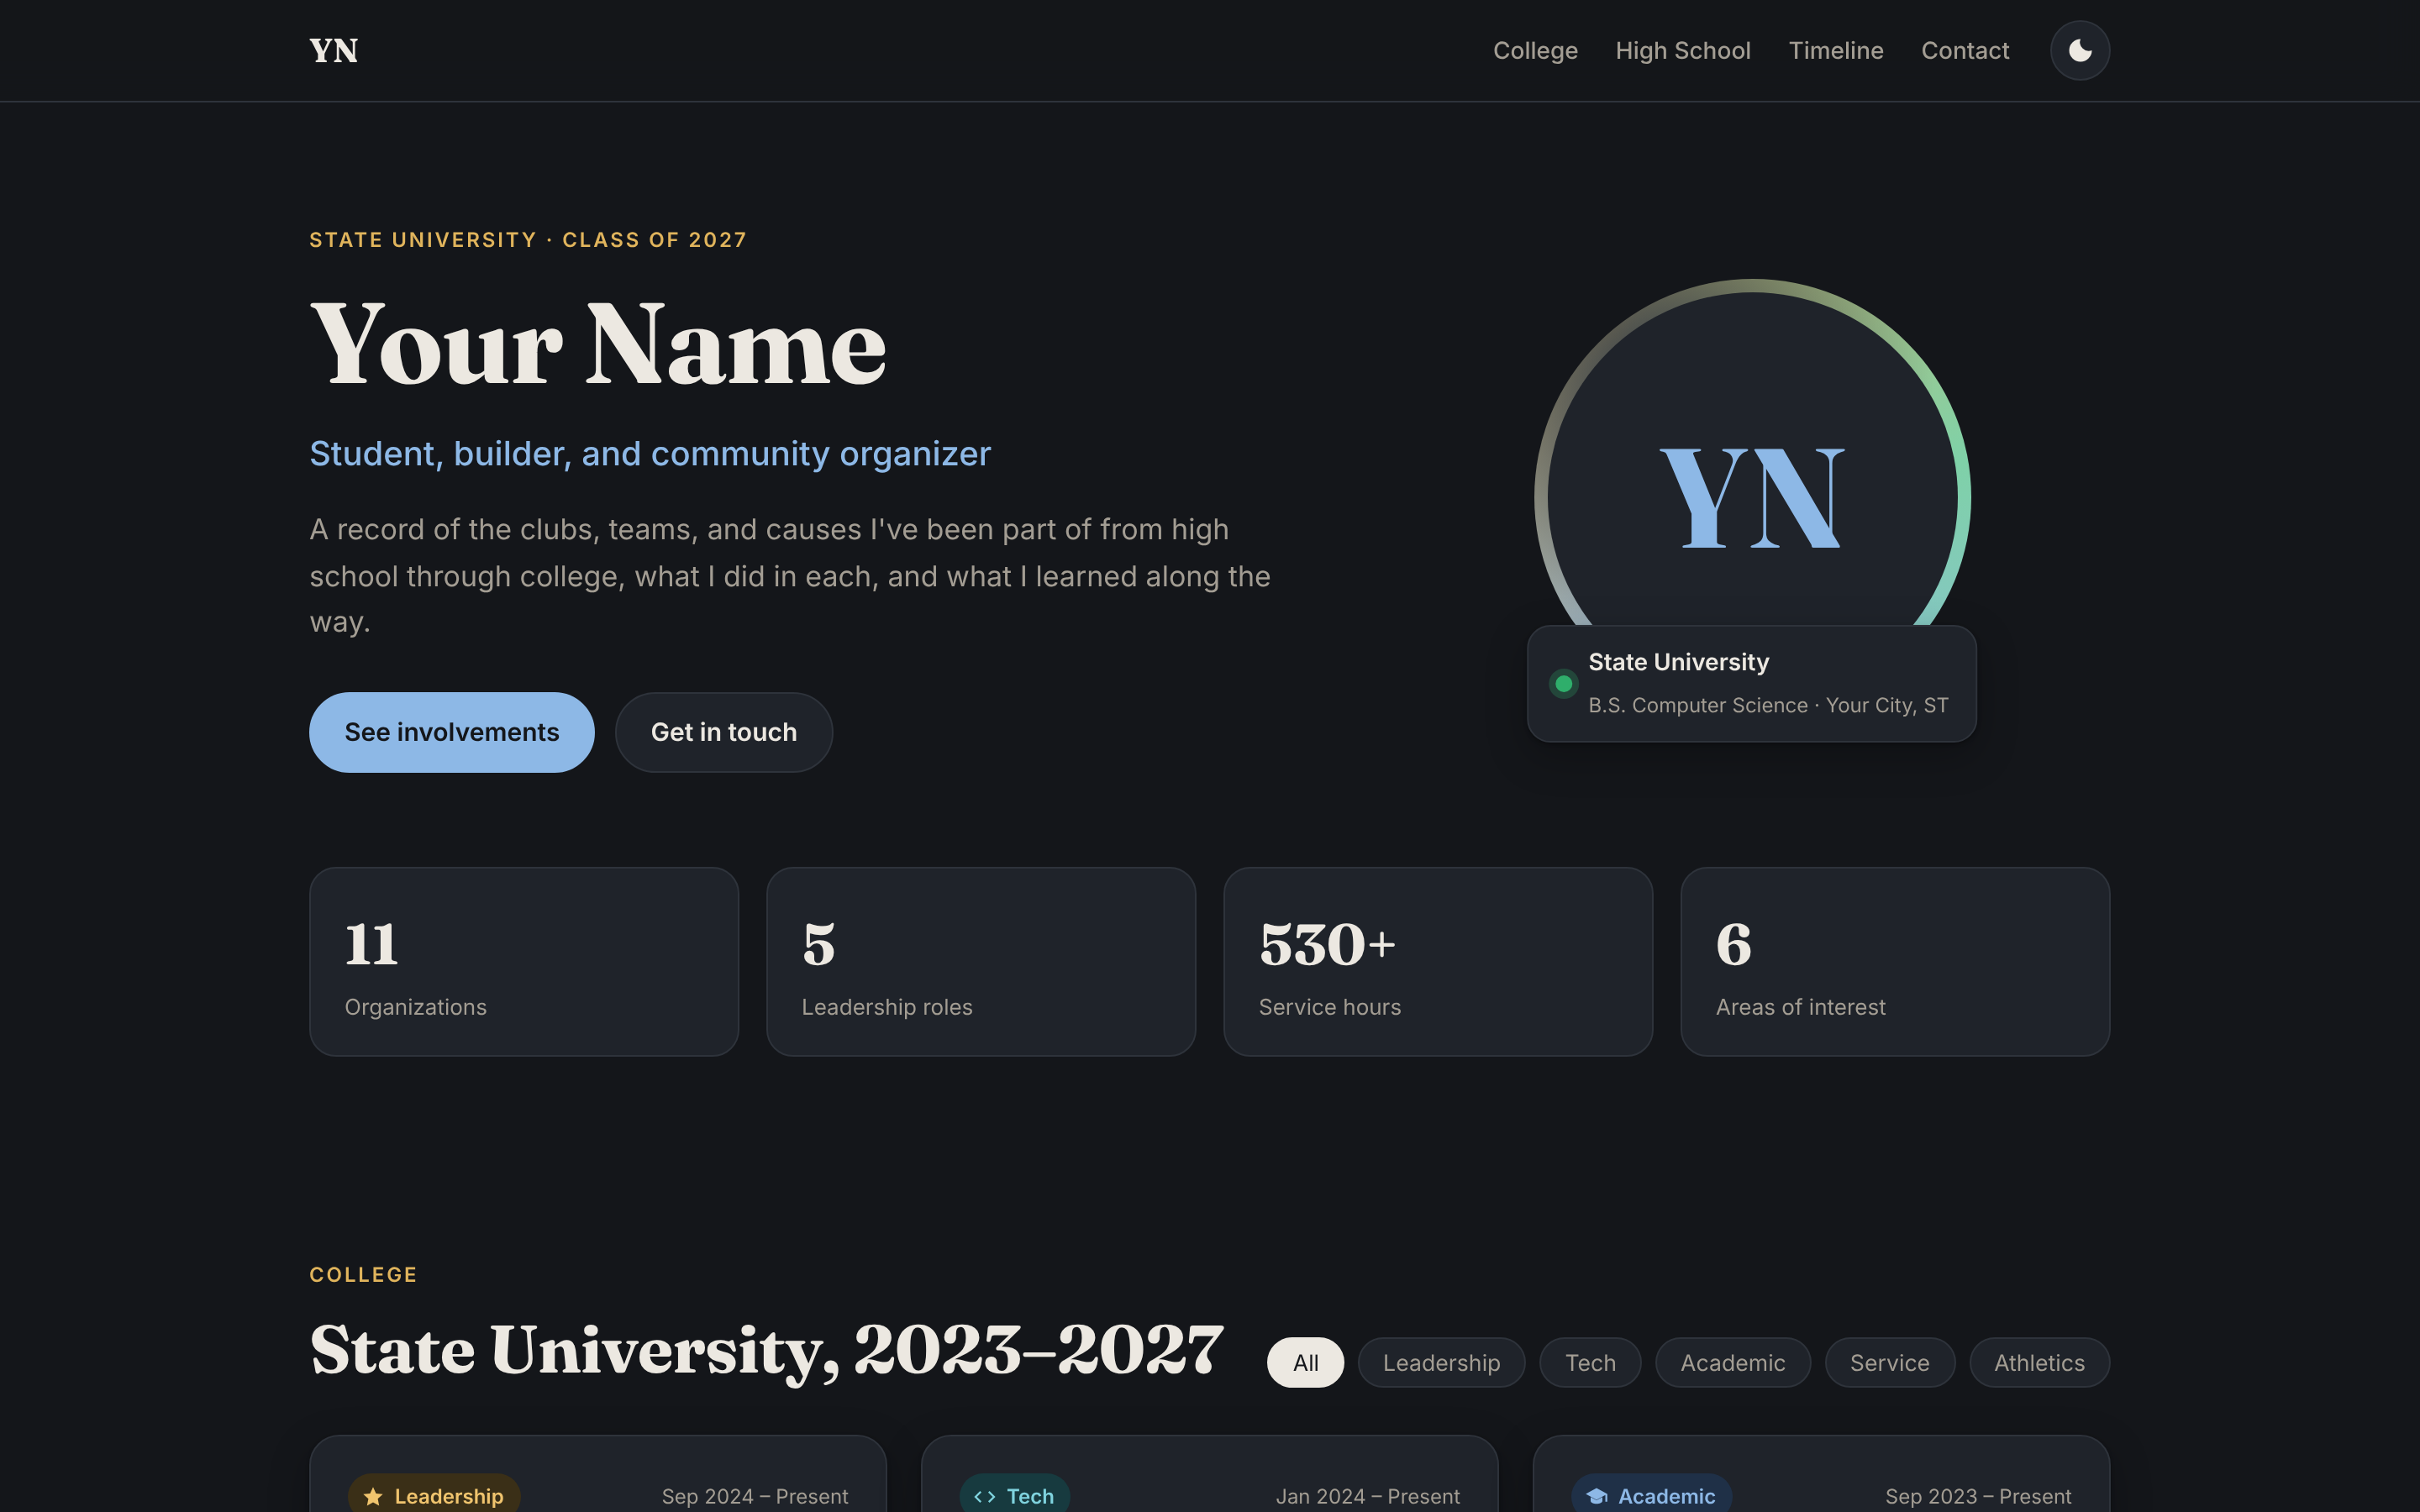 YN
College
High School
Timeline
Contact
STATE UNIVERSITY · CLASS OF 2027
Your Name
Student, builder, and community organizer
A record of the clubs, teams, and causes I've been part of from high
school through college, what I did in each, and what I learned along the
way.
See involvements
Get in touch
YN
State University
B.S. Computer Science · Your City, ST
11
Organizations
5
Leadership roles
530+
Service hours
6
Areas of interest
COLLEGE
State University, 2023–2027
All
Leadership
Tech
Academic
Service
Athletics
Leadership
Sep 2024 – Present
Tech
Jan 2024 – Present
Academic
Sep 2023 – Present